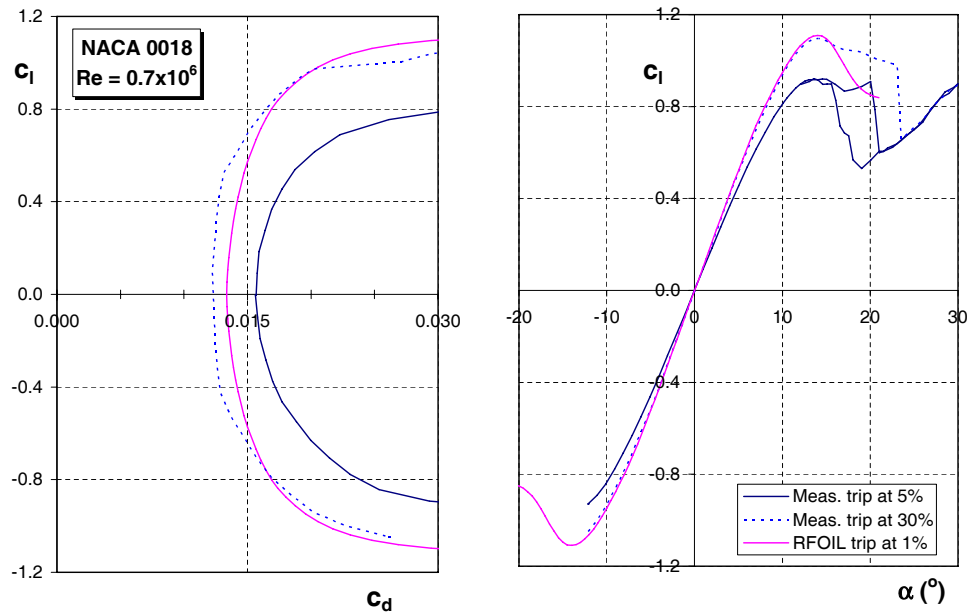 NACA 0018
Re = 0.7x10⁶
c_l
1.2
0.8
0.4
0.0
-0.4
-0.8
-1.2
0.000
0.015
0.030
c_d
c_l
1.2
0.8
0.4
0.0
-0.4
-0.8
-1.2
-20
-10
0
10
20
30
α (°)
Meas. trip at 5%
Meas. trip at 30%
RFOIL trip at 1%